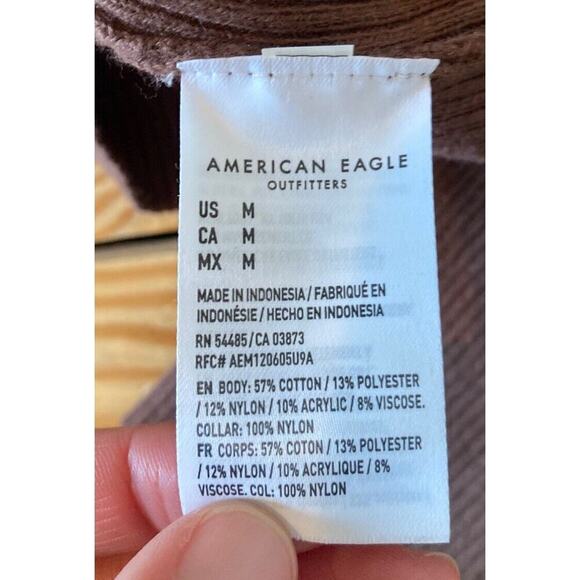 AMERICAN EAGLE
OUTFITTERS
US M
CA M
MX M
MADE IN INDONESIA / FABRIQUÉ EN
INDONÉSIE / HECHO EN INDONESIA
RN 54485 / CA 03873
RFC# AEM120605U9A
EN BODY: 57% COTTON / 13% POLYESTER
/ 12% NYLON / 10% ACRYLIC / 8% VISCOSE.
COLLAR: 100% NYLON
FR CORPS: 57% COTON / 13% POLYESTER
/ 12% NYLON / 10% ACRYLIQUE / 8%
VISCOSE. COL: 100% NYLON